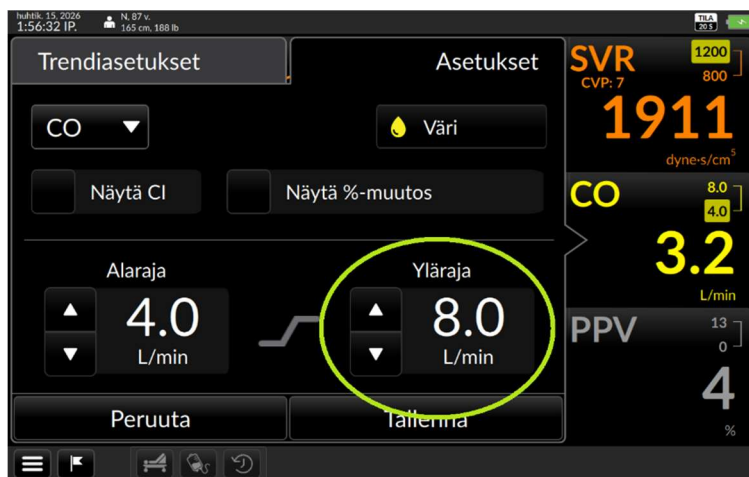 huhtik. 15, 2026
1:56:32 IP.
N, 87 v.
165 cm, 188 lb
TILA
20 S
Trendiasetukset
Asetukset
CO
Väri
Näytä CI
Näytä %-muutos
Alaraja
4.0
L/min
Yläraja
8.0
L/min
Peruuta
Tallenna
SVR
CVP: 7
1200
800
1911
dyne·s/cm5
CO
8.0
4.0
3.2
L/min
PPV
13
0
4
%